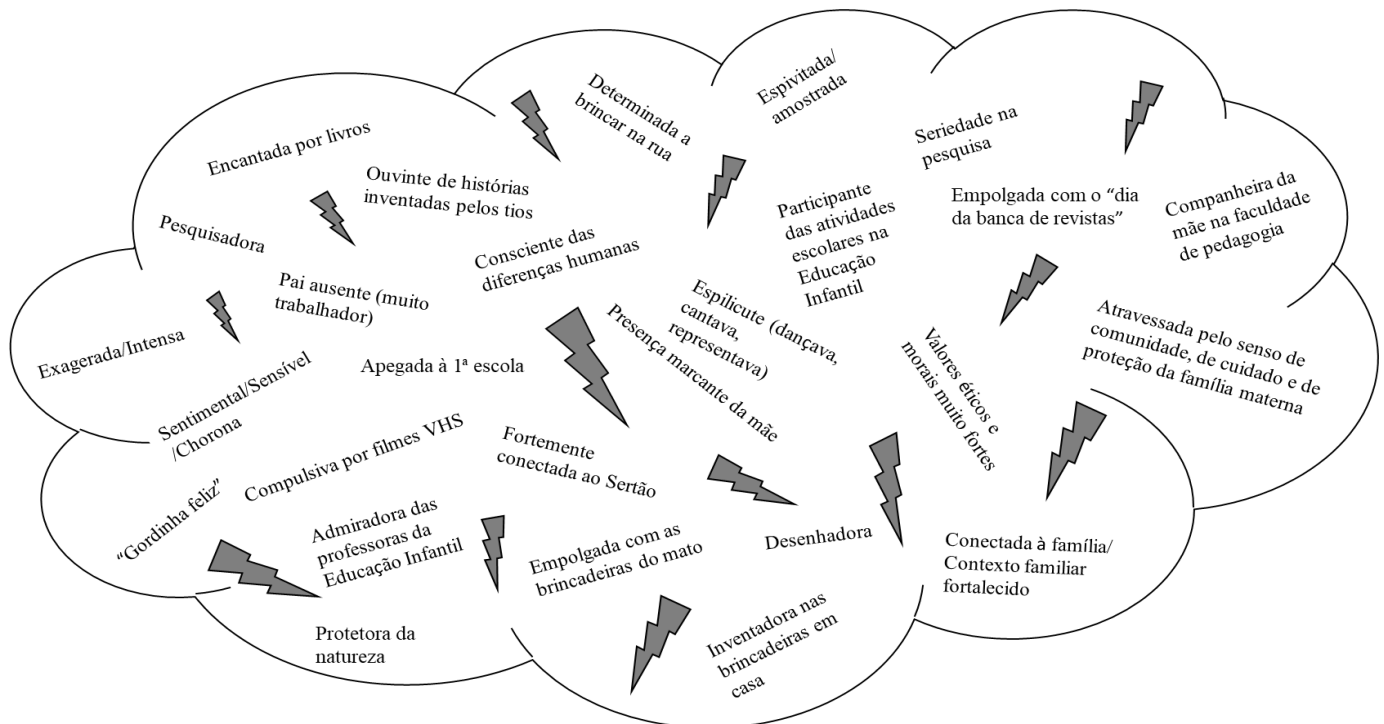 Espivitada/
amostrada
Determinada a
brincar na rua
Seriedade na
pesquisa
Encantada por livros
Ouvinte de histórias
inventadas pelos tios
Participante
das atividades
escolares na
Educação
Infantil
Empolgada com o “dia
da banca de revistas”
Companheira da
mãe na faculdade
de pedagogia
Pesquisadora
Consciente das
diferenças humanas
Pai ausente (muito
trabalhador)
Espilicute (dançava,
cantava,
representava)
Exagerada/Intensa
Apegada à 1ª escola
Presença marcante da mãe
Valores éticos e
morais muito fortes
Atravessada pelo senso de
comunidade, de cuidado e de
proteção da família materna
Sentimental/Sensível
/Chorona
Compulsiva por filmes VHS
Fortemente
conectada ao Sertão
“Gordinha feliz”
Admiradora das
professoras da
Educação Infantil
Empolgada com as
brincadeiras do mato
Desenhadora
Conectada à família/
Contexto familiar
fortalecido
Protetora da
natureza
Inventadora nas
brincadeiras em
casa